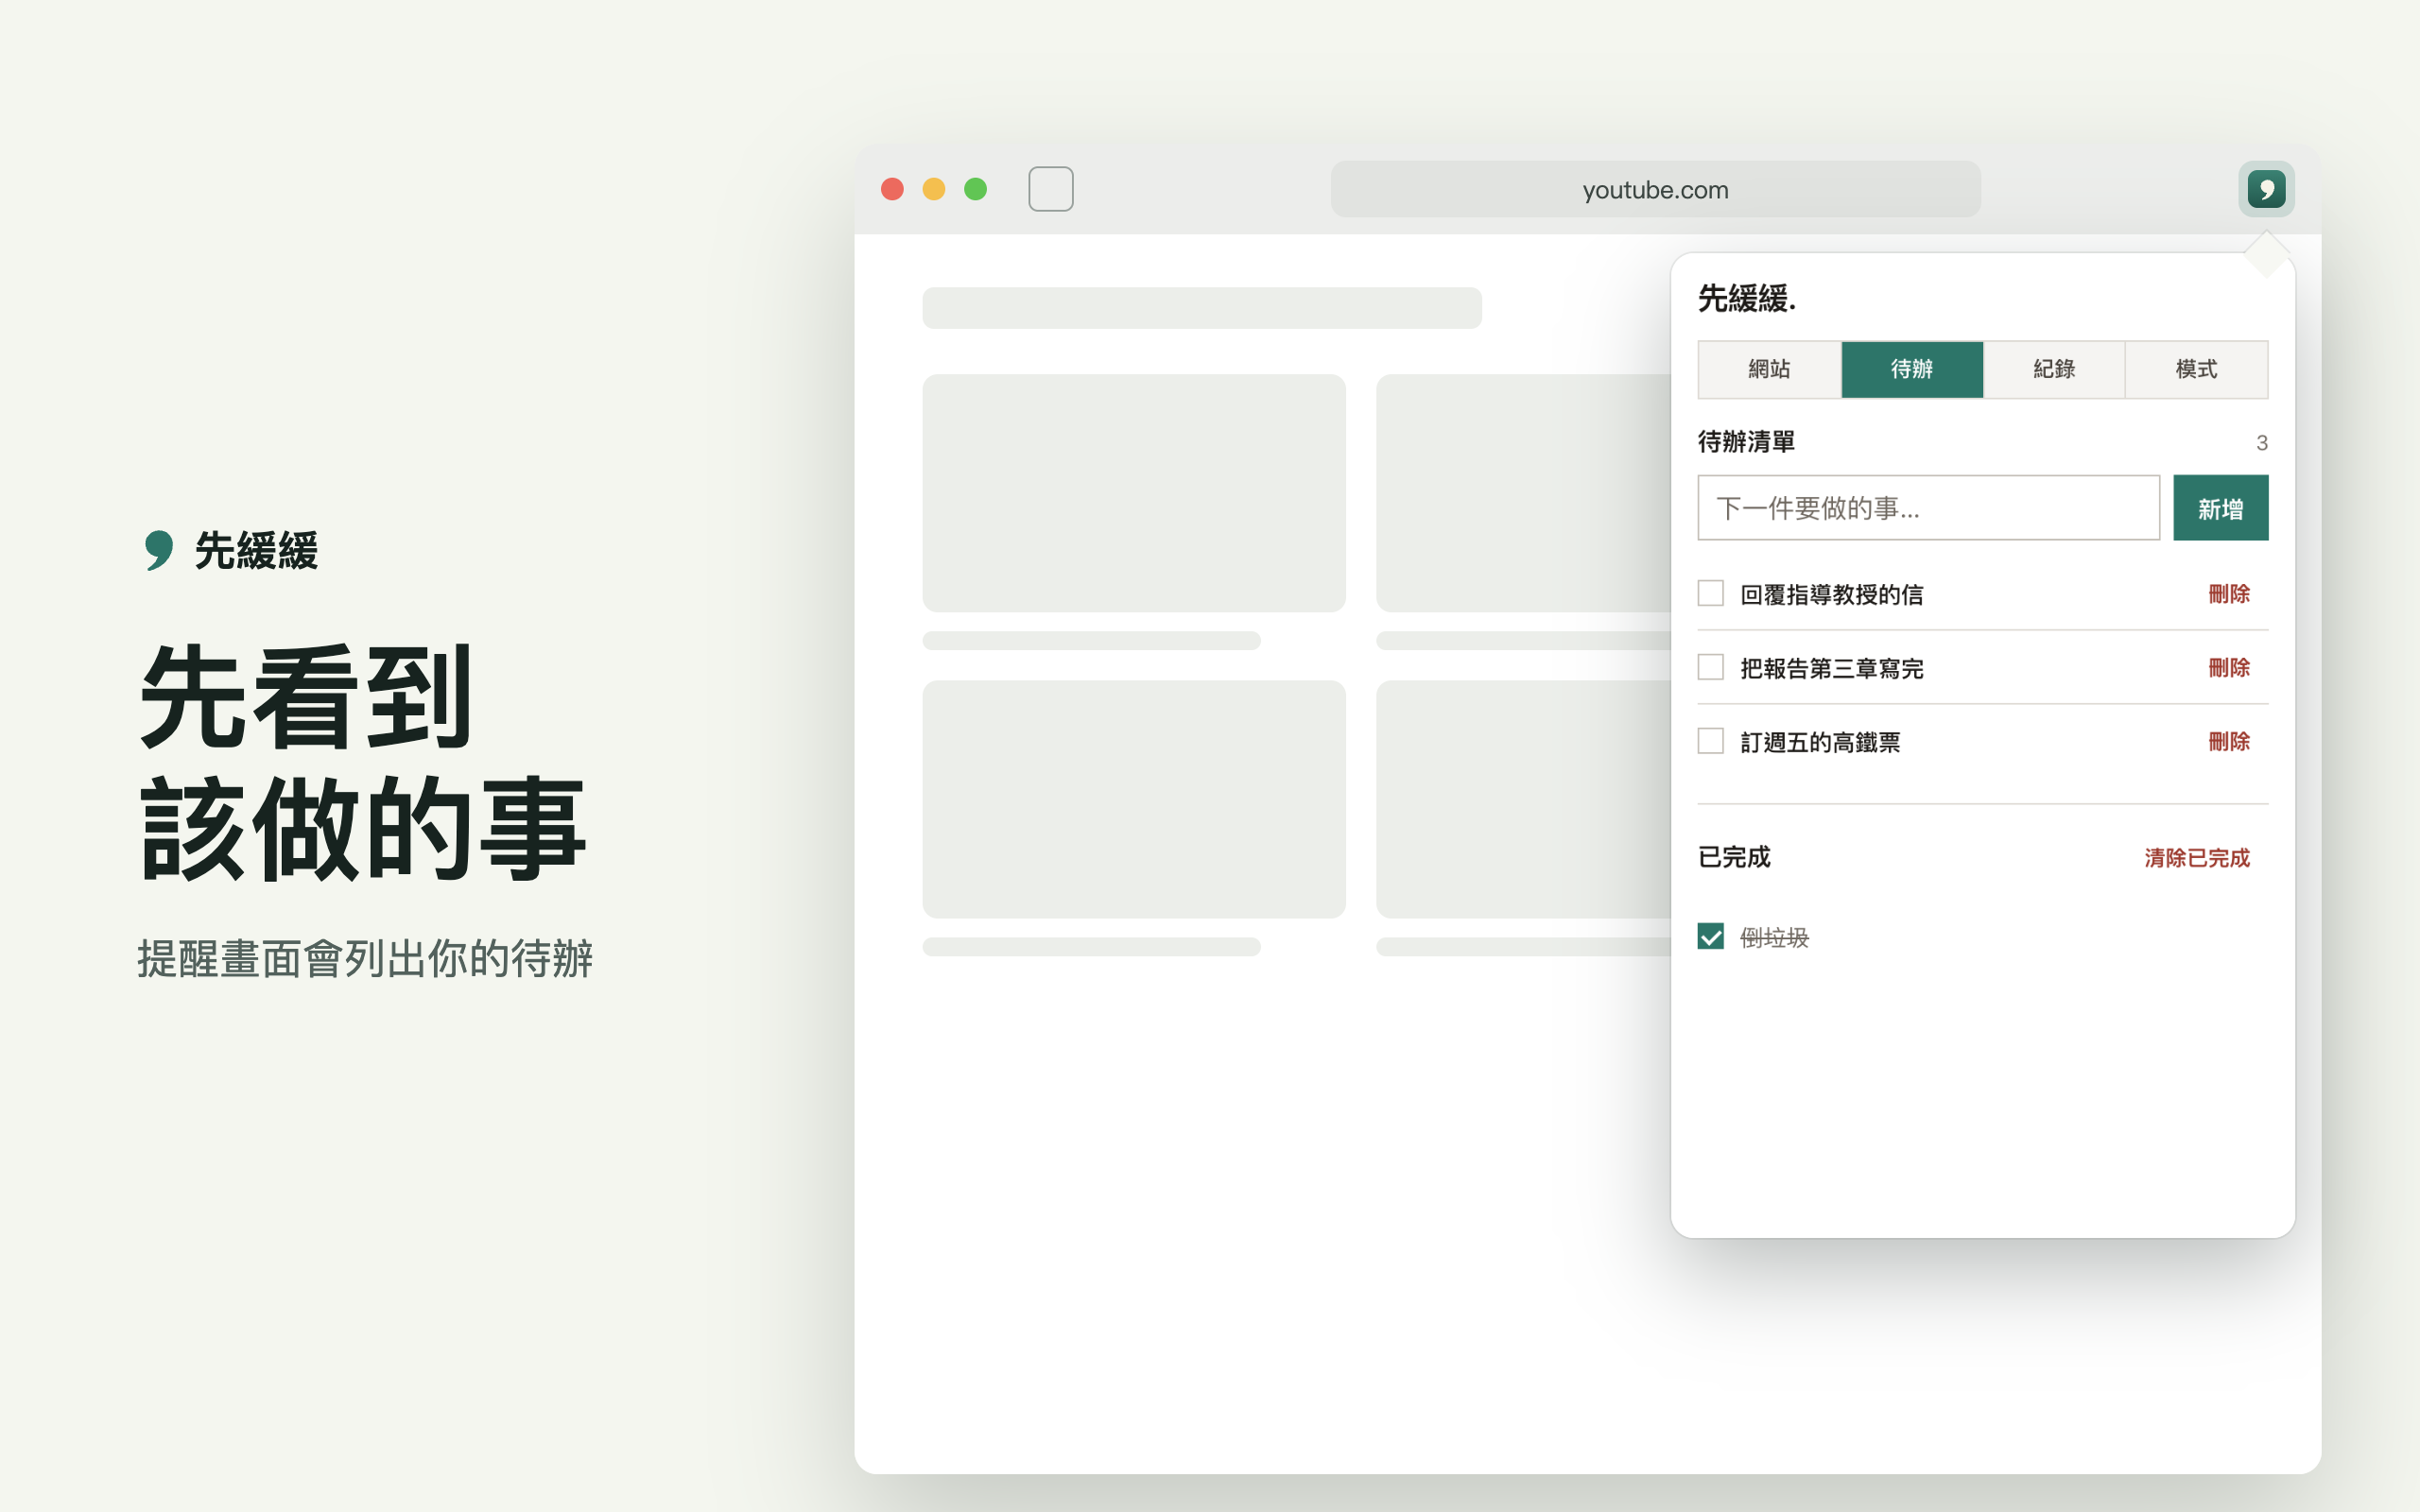 先緩緩
先看到
該做的事
提醒畫面會列出你的待辦
youtube.com
先緩緩.
網站 待辦 紀錄 模式
待辦清單 3
下一件要做的事... 新增
回覆指導教授的信 刪除
把報告第三章寫完 刪除
訂週五的高鐵票 刪除
已完成 清除已完成
倒垃圾